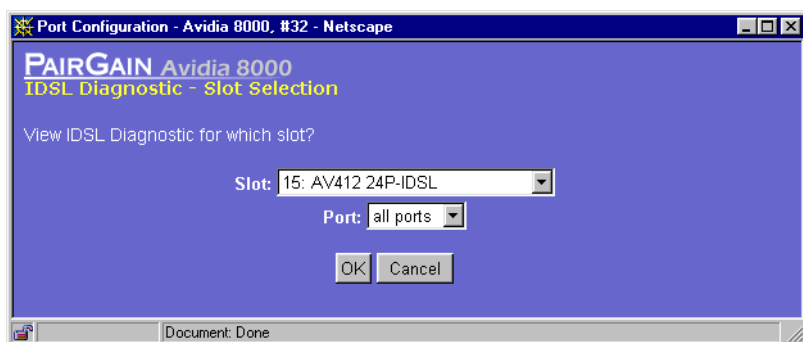 Port Configuration - Avidia 8000, #32 - Netscape
PAIRGAIN Avidia 8000
IDSL Diagnostic - Slot Selection
View IDSL Diagnostic for which slot?
Slot: 15: AV412 24P-IDSL
Port: all ports
OK Cancel
Document: Done